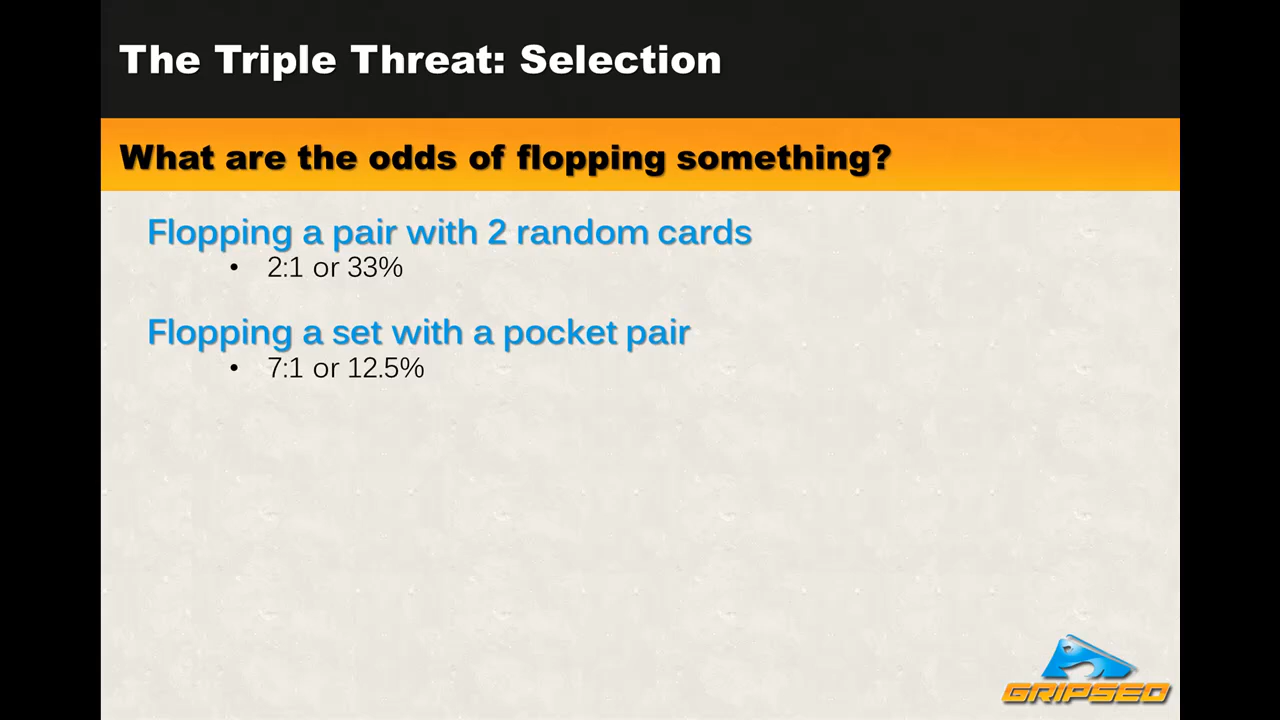 The Triple Threat: Selection
What are the odds of flopping something?
Flopping a pair with 2 random cards
• 2:1 or 33%
Flopping a set with a pocket pair
• 7:1 or 12.5%
GRIPSED